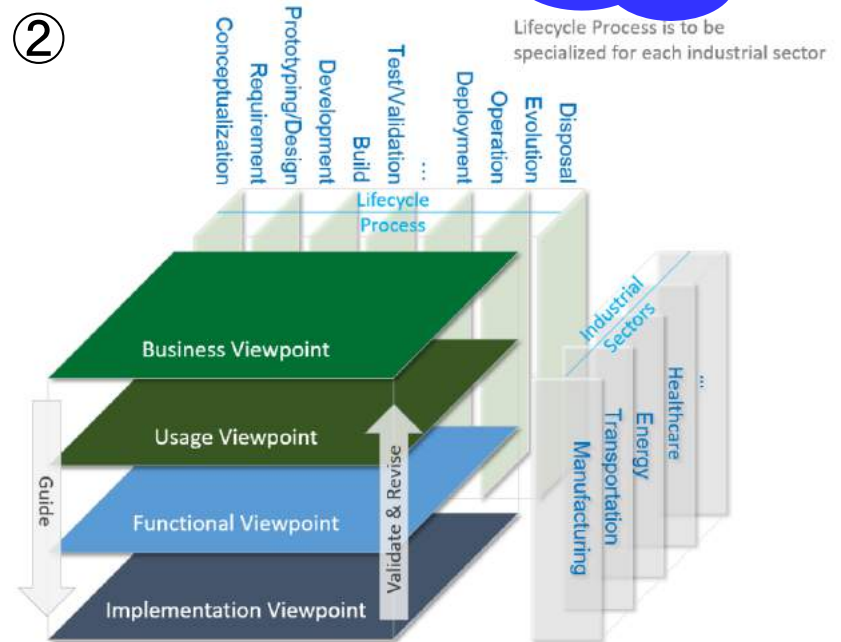 ②
Lifecycle Process is to be
specialized for each industrial sector
Conceptualization
Requirement
Prototyping/Design
Development
Build
Test/Validation
...
Deployment
Operation
Evolution
Disposal
Lifecycle
Process
Business Viewpoint
Usage Viewpoint
Functional Viewpoint
Implementation Viewpoint
Guide
Validate & Revise
Industrial
Sectors
Manufacturing
Transportation
Energy
Healthcare
...